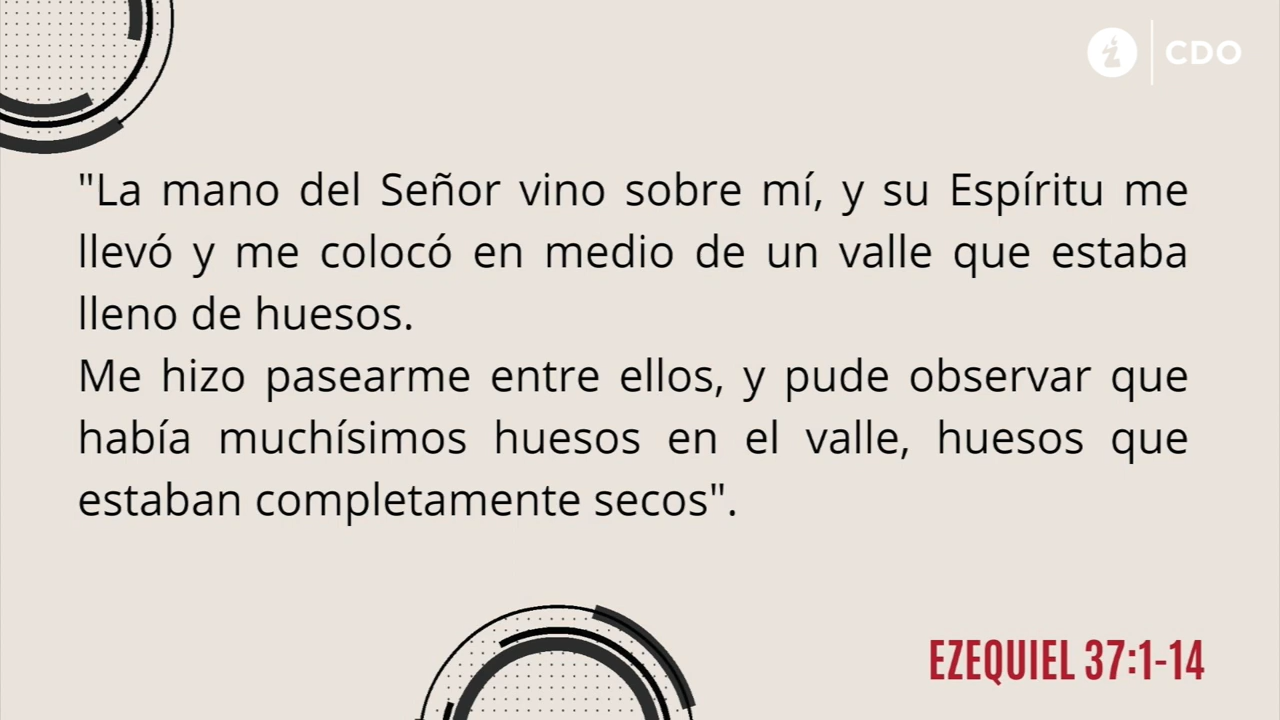 CDO
"La mano del Señor vino sobre mí, y su Espíritu me
llevó y me colocó en medio de un valle que estaba
lleno de huesos.
Me hizo pasearme entre ellos, y pude observar que
había muchísimos huesos en el valle, huesos que
estaban completamente secos".
EZEQUIEL 37:1-14